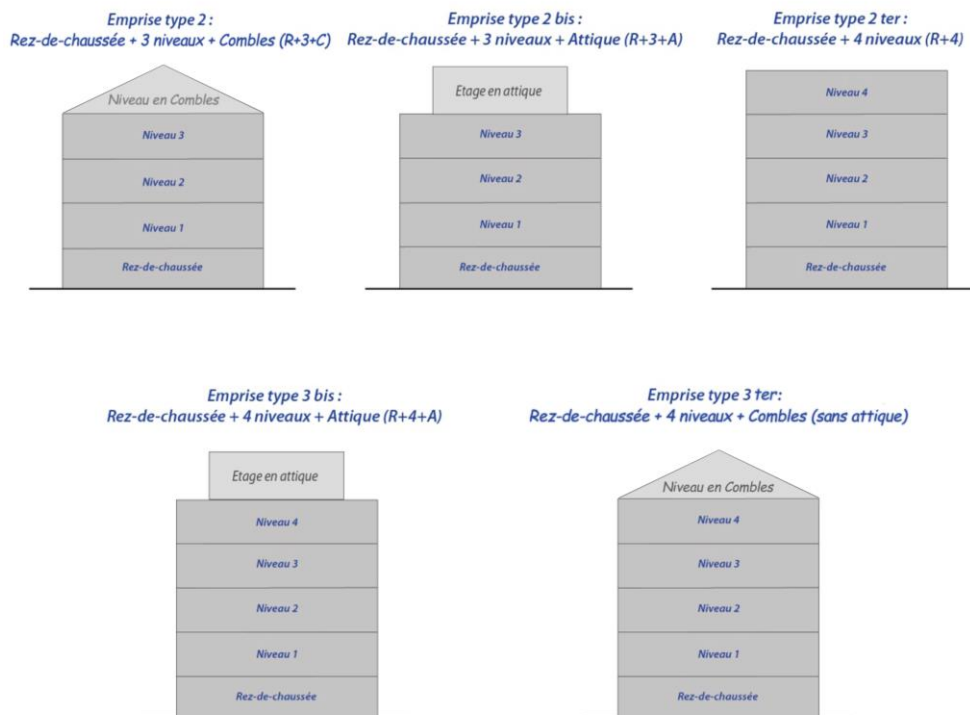 Emprise type 2 :
Rez-de-chaussée + 3 niveaux + Combles (R+3+C)
Niveau en Combles
Niveau 3
Niveau 2
Niveau 1
Rez-de-chaussée
Emprise type 2 bis :
Rez-de-chaussée + 3 niveaux + Attique (R+3+A)
Etage en attique
Niveau 3
Niveau 2
Niveau 1
Rez-de-chaussée
Emprise type 2 ter :
Rez-de-chaussée + 4 niveaux (R+4)
Niveau 4
Niveau 3
Niveau 2
Niveau 1
Rez-de-chaussée
Emprise type 3 bis :
Rez-de-chaussée + 4 niveaux + Attique (R+4+A)
Etage en attique
Niveau 4
Niveau 3
Niveau 2
Niveau 1
Rez-de-chaussée
Emprise type 3 ter:
Rez-de-chaussée + 4 niveaux + Combles (sans attique)
Niveau en Combles
Niveau 4
Niveau 3
Niveau 2
Niveau 1
Rez-de-chaussée